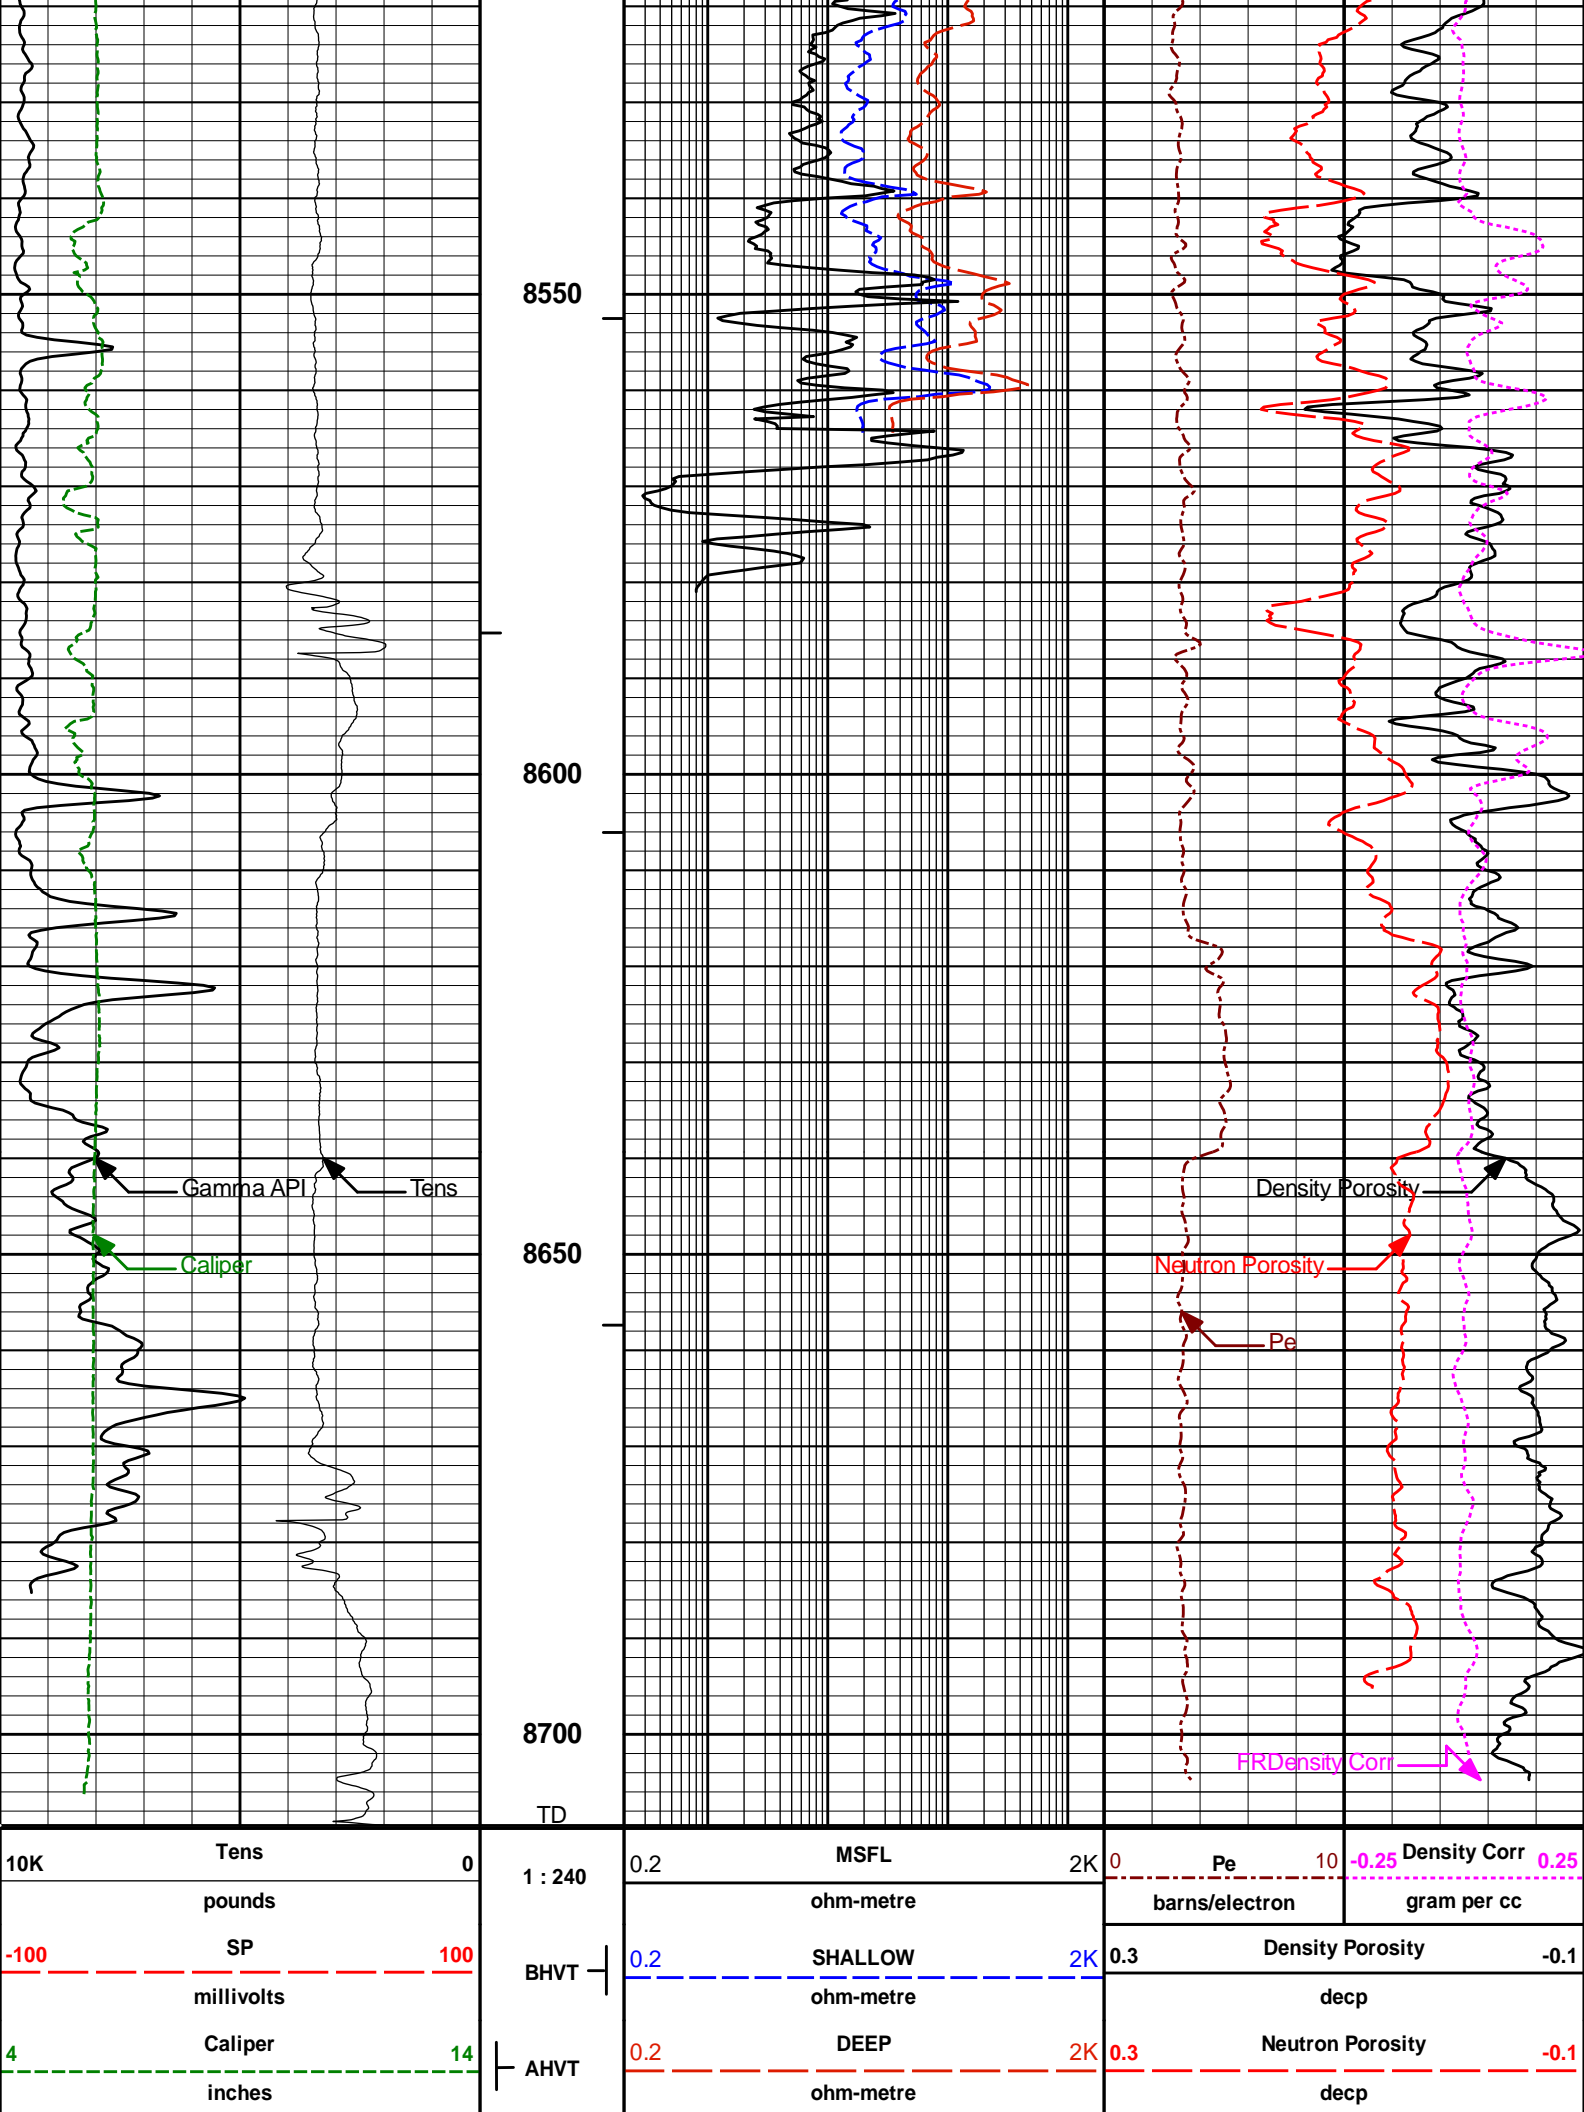 8550
8600
Gamma API
Tens
Density Porosity
8650
Caliper
Neutron Porosity
Pe
8700
FRDensity Corr
TD
Tens
10K 0
pounds
SP
-100 100
millivolts
Caliper
4 14
inches
1 : 240
BHVT
AHVT
MSFL
0.2 2K
ohm-metre
SHALLOW
0.2 2K
ohm-metre
DEEP
0.2 2K
ohm-metre
0 Pe 10
barns/electron
Density Corr
-0.25 0.25
gram per cc
Density Porosity
0.3 -0.1
decp
Neutron Porosity
0.3 -0.1
decp